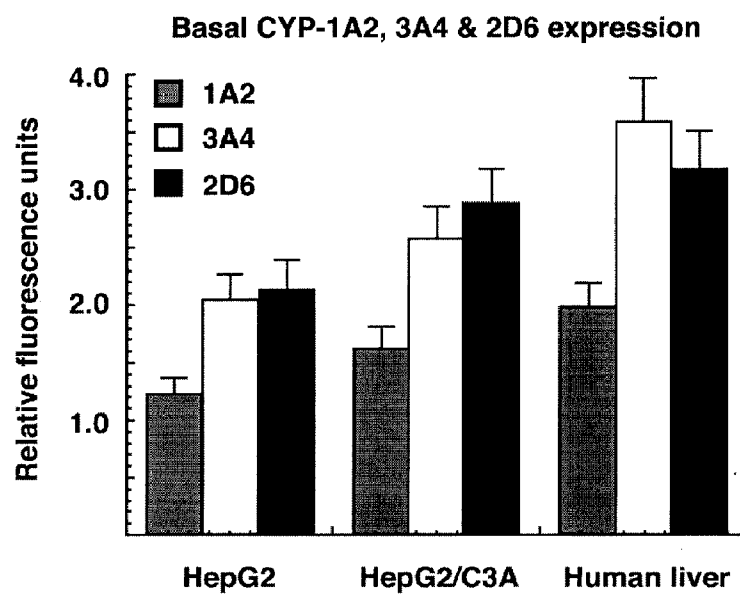 Basal CYP-1A2, 3A4 & 2D6 expression
4.0
1A2
3A4
3.0
2D6
2.0
1.0
Relative fluorescence units
HepG2 HepG2/C3A Human liver